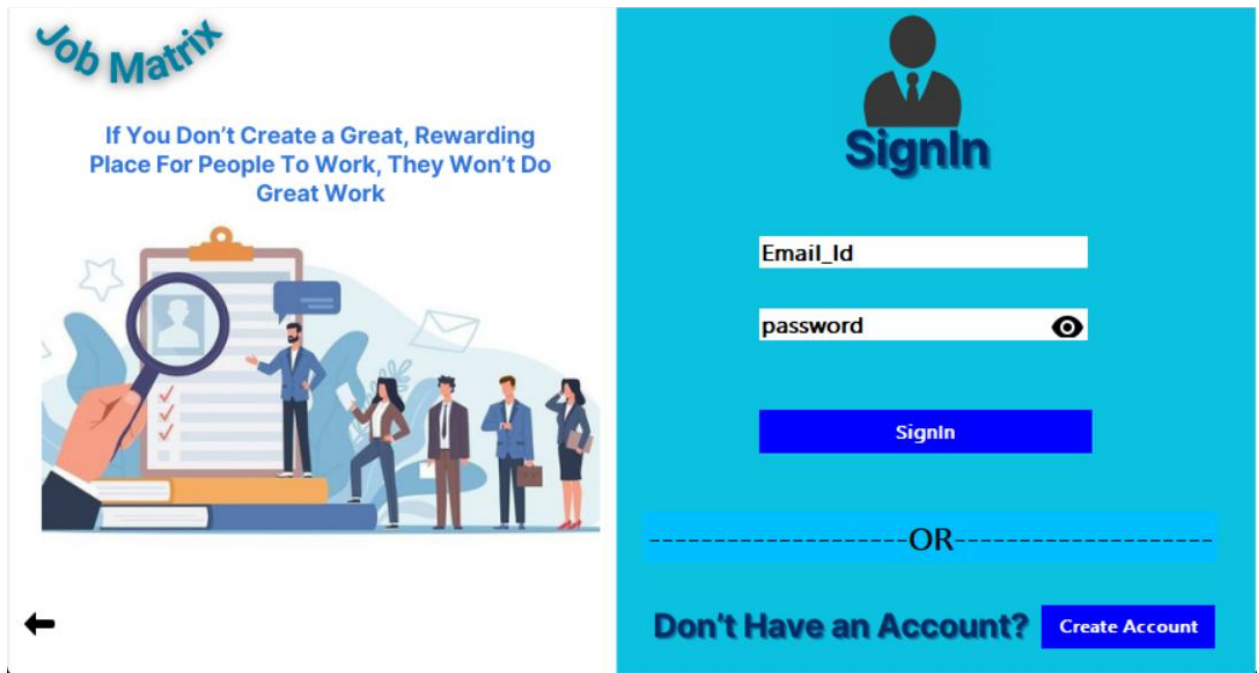 Job Matrix
If You Don't Create a Great, Rewarding
Place For People To Work, They Won't Do
Great Work
SignIn
Email_Id
password
SignIn
--------------------OR--------------------
Don't Have an Account?
Create Account